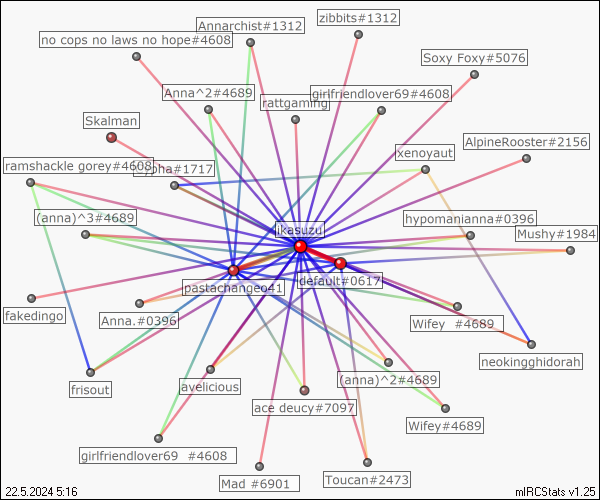 zibbits#1312
Annarchist#1312
no cops no laws no hope#4608
Soxy Foxy#5076
Anna^2#4689
girlfriendlover69#4608
rattgaming
Skalman
AlpineRooster#2156
xenoyaut
ramshackle gorey#4608
#1717
(anna)^3#4689
hypomanianna#0396
ikasuzu
Mushy#1984
default#0617
pastachangeo41
fakedingo
Anna.#0396
Wifey #4689
neokingghidorah
frisout
avelicious
(anna)^2#4689
ace deucy#7097
Wifey#4689
girlfriendlover69 #4608
Mad #6901
Toucan#2473
22.5.2024 5:16
mIRCStats v1.25